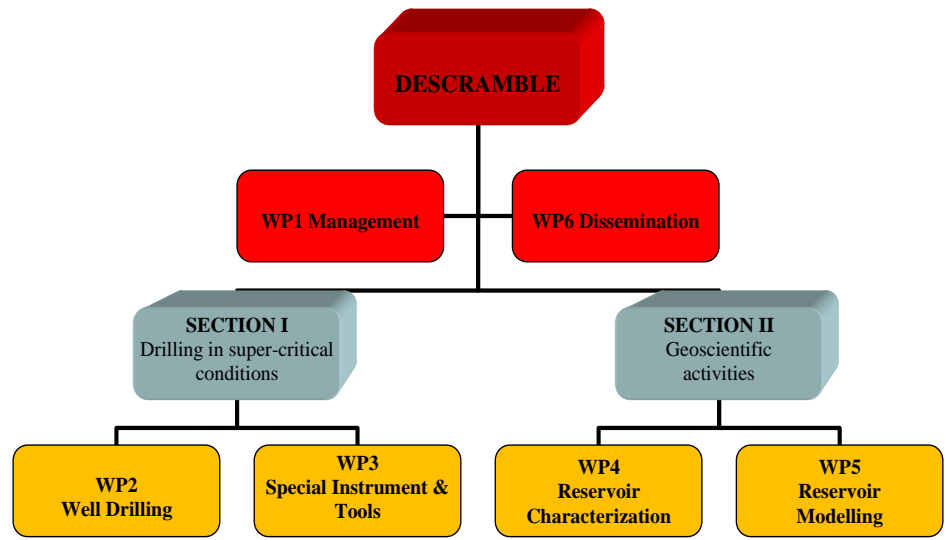 DESCRAMBLE
WP1 Management
WP6 Dissemination
SECTION I
Drilling in super-critical
conditions
SECTION II
Geoscientific
activities
WP2
Well Drilling
WP3
Special Instrument &
Tools
WP4
Reservoir
Characterization
WP5
Reservoir
Modelling